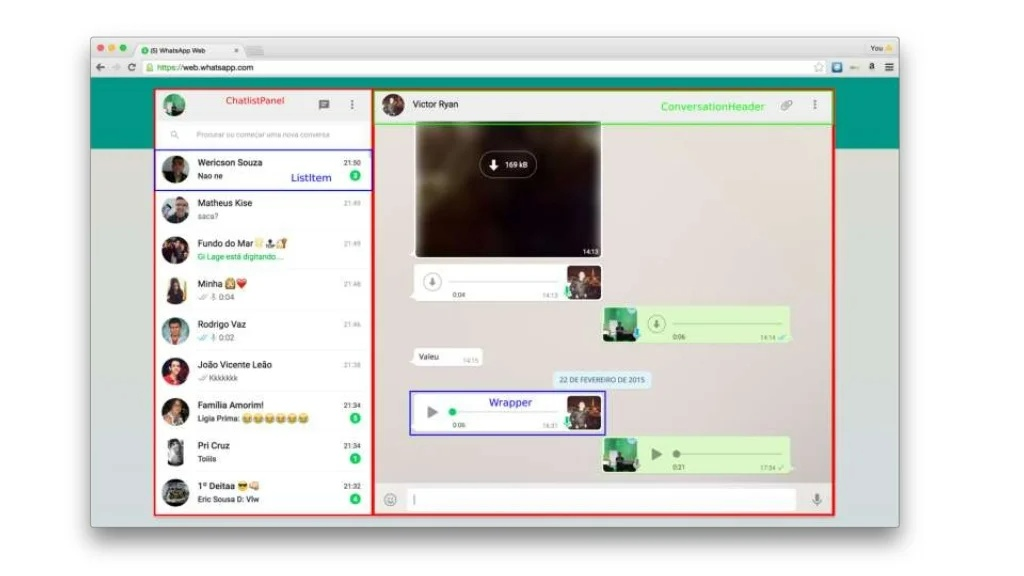 (5) WhatsApp Web
You
https://web.whatsapp.com
ChatlistPanel
Procurar ou começar uma nova conversa
Wericson Souza 21:50
Nao ne 3
ListItem
Matheus Kise 21:49
saca?
Fundo do Mar 21:49
Gi Lage está digitando...
Minha 21:48
0:04
Rodrigo Vaz 21:46
0:02
João Vicente Leão 21:38
Kkkkkkk
Família Amorim! 21:34
Ligia Prima: 😂😂😂😂😂😂 5
Pri Cruz 21:34
Toiiis 1
1º Deitaa 21:32
Eric Sousa D: Vlw 4
Victor Ryan
ConversationHeader
169 kB
14:13
0:04 14:13
0:06 14:14
Valeu 14:15
22 DE FEVEREIRO DE 2015
Wrapper
0:06 16:31
0:21 17:34